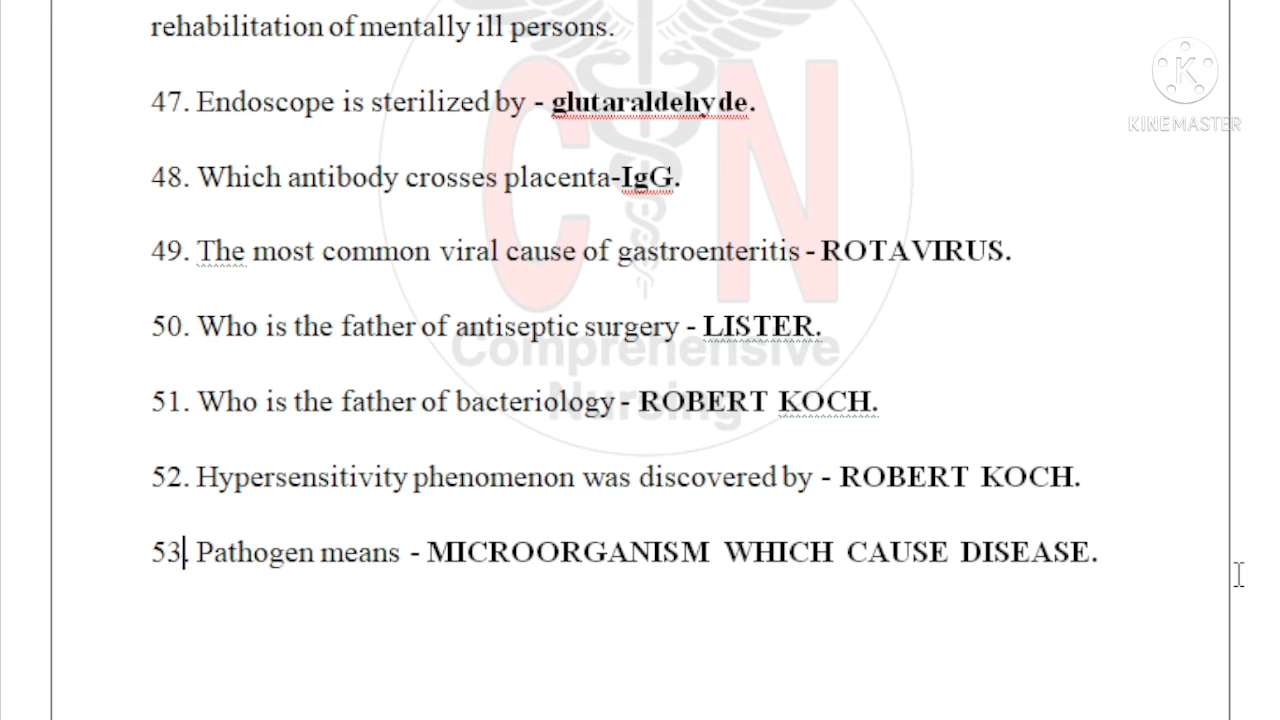 rehabilitation of mentally ill persons.
47. Endoscope is sterilized by - glutaraldehyde.
48. Which antibody crosses placenta-IgG.
49. The most common viral cause of gastroenteritis - ROTAVIRUS.
50. Who is the father of antiseptic surgery - LISTER.
51. Who is the father of bacteriology - ROBERT KOCH.
52. Hypersensitivity phenomenon was discovered by - ROBERT KOCH.
53. Pathogen means - MICROORGANISM WHICH CAUSE DISEASE.
C N
Comprehensive
Nursing
K
KINEMASTER